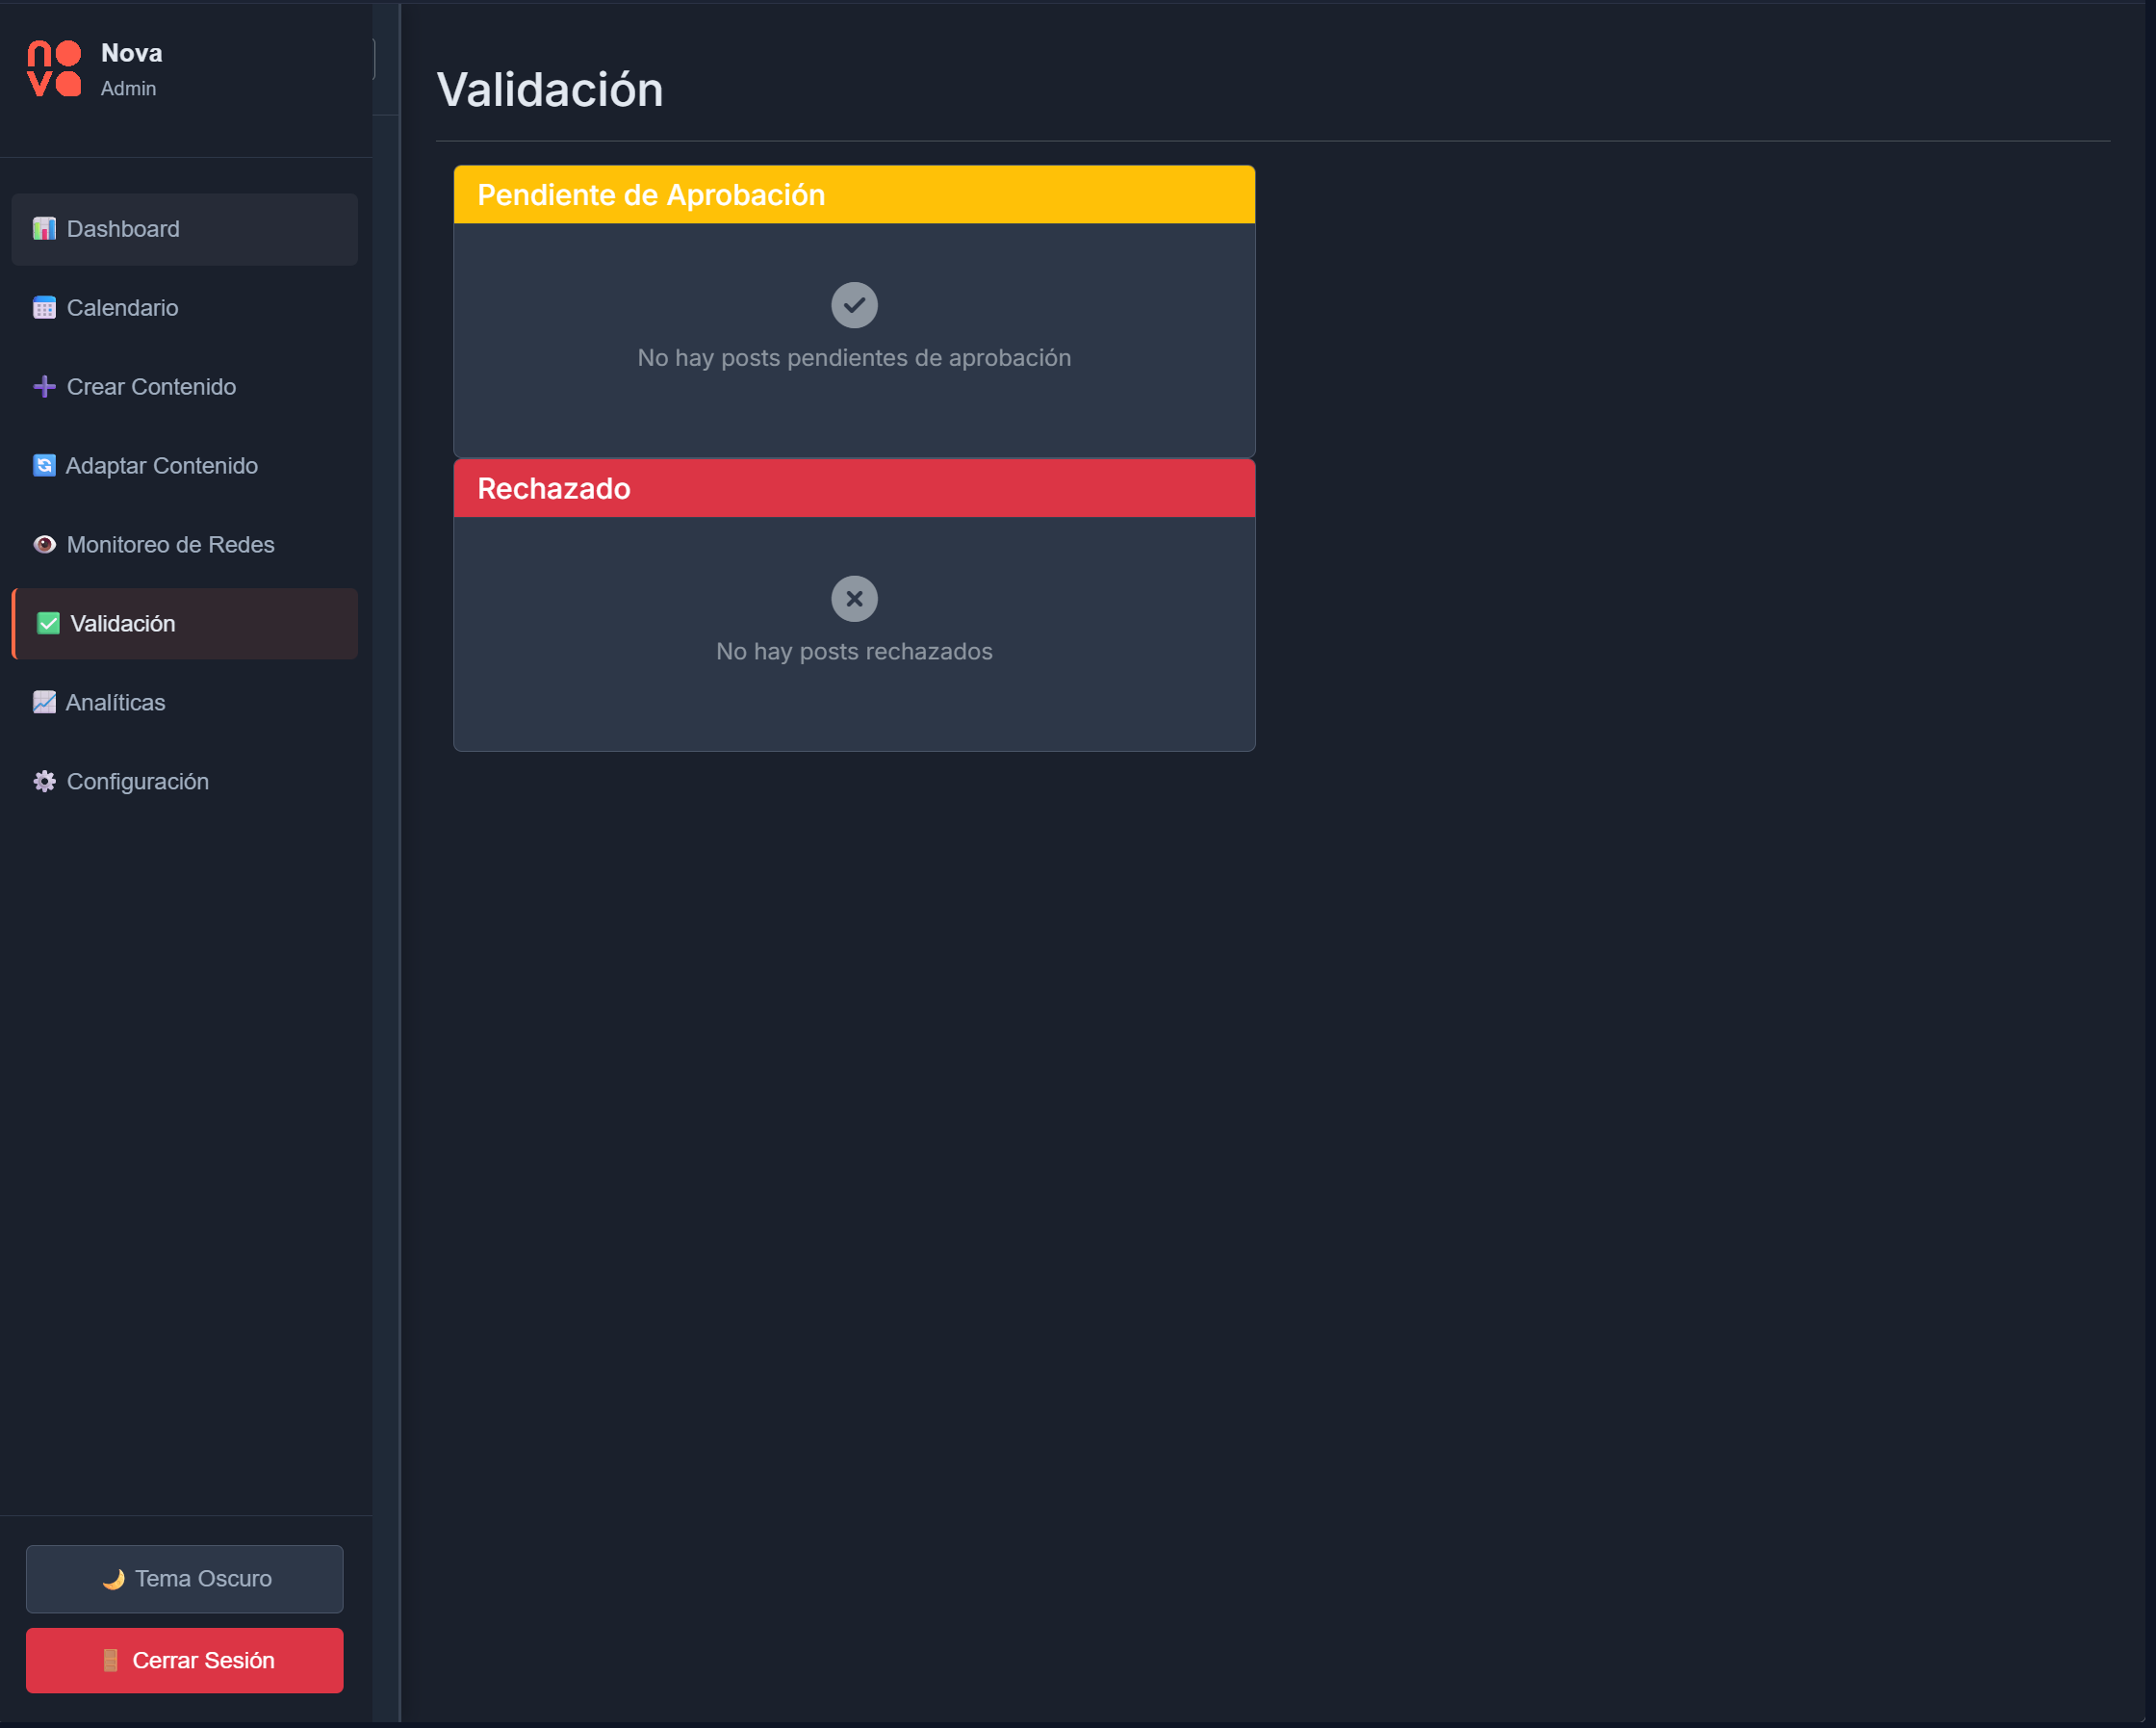 nova
Nova
Admin
Dashboard
Calendario
Crear Contenido
Adaptar Contenido
Monitoreo de Redes
Validación
Analíticas
Configuración
Tema Oscuro
Cerrar Sesión
Validación
Pendiente de Aprobación
No hay posts pendientes de aprobación
Rechazado
No hay posts rechazados